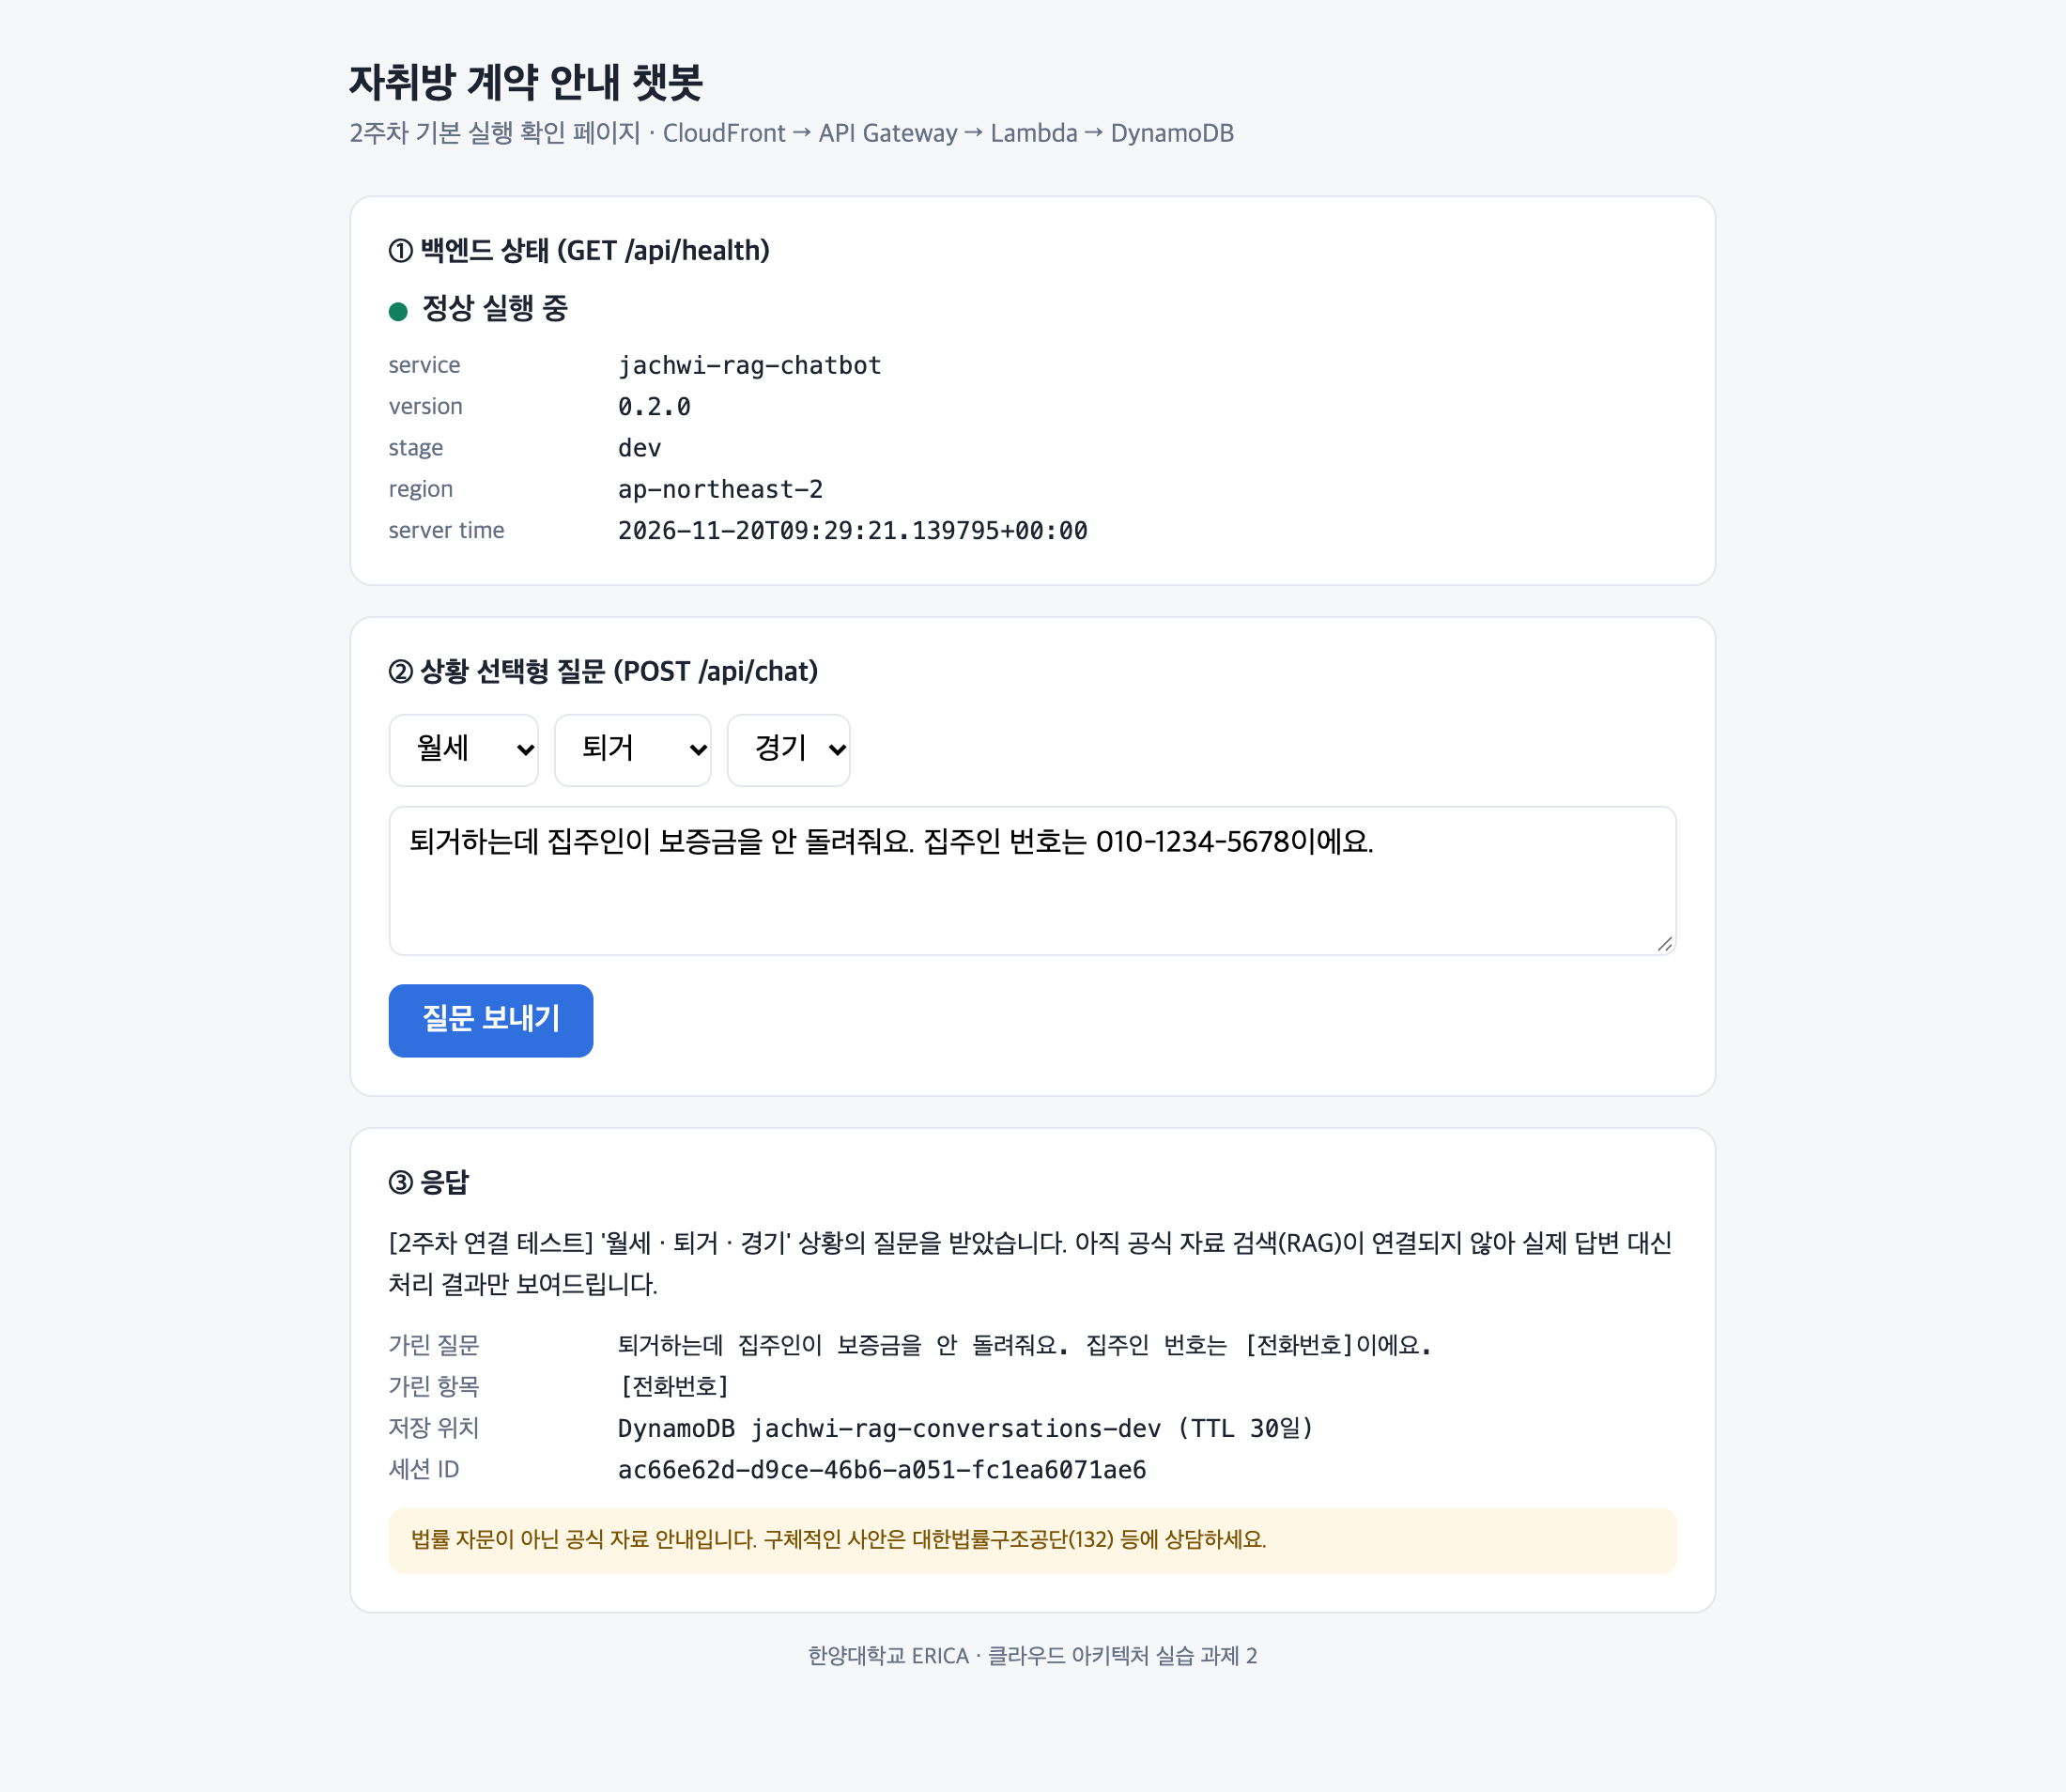 자취방 계약 안내 챗봇
2주차 기본 실행 확인 페이지 · CloudFront → API Gateway → Lambda → DynamoDB
① 백엔드 상태 (GET /api/health)
정상 실행 중
service jachwi-rag-chatbot
version 0.2.0
stage dev
region ap-northeast-2
server time 2026-11-20T09:29:21.139795+00:00
② 상황 선택형 질문 (POST /api/chat)
월세 퇴거 경기
퇴거하는데 집주인이 보증금을 안 돌려줘요. 집주인 번호는 010-1234-5678이에요.
질문 보내기
③ 응답
[2주차 연결 테스트] '월세 · 퇴거 · 경기' 상황의 질문을 받았습니다. 아직 공식 자료 검색(RAG)이 연결되지 않아 실제 답변 대신
처리 결과만 보여드립니다.
가린 질문 퇴거하는데 집주인이 보증금을 안 돌려줘요. 집주인 번호는 [전화번호]이에요.
가린 항목 [전화번호]
저장 위치 DynamoDB jachwi-rag-conversations-dev (TTL 30일)
세션 ID ac66e62d-d9ce-46b6-a051-fc1ea6071ae6
법률 자문이 아닌 공식 자료 안내입니다. 구체적인 사안은 대한법률구조공단(132) 등에 상담하세요.
한양대학교 ERICA · 클라우드 아키텍처 실습 과제 2